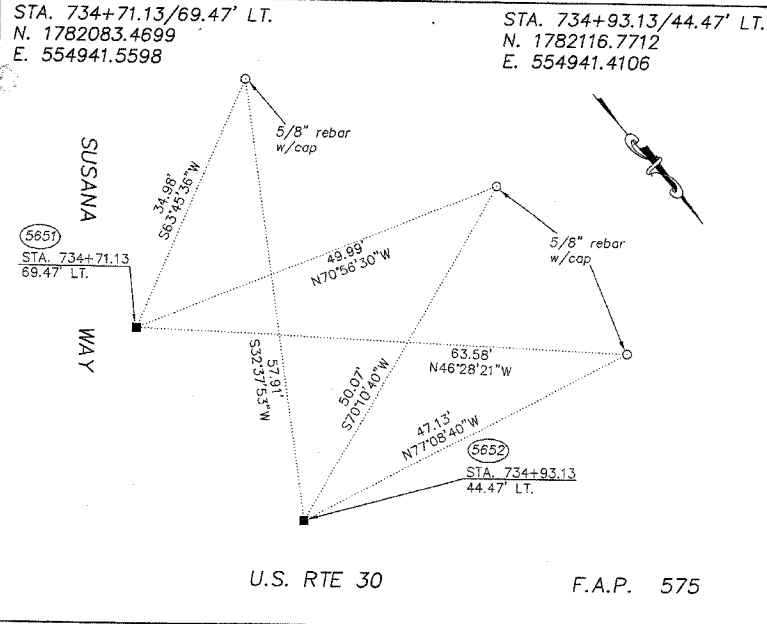 STA. 734+71.13/69.47' LT.
N. 1782083.4699
E. 554941.5598
STA. 734+93.13/44.47' LT.
N. 1782116.7712
E. 554941.4106
5/8" rebar
w/cap
SUSANA
WAY
34.98'
S63°45'36"W
5651
STA. 734+71.13
69.47' LT.
49.99'
N70°56'30"W
5/8" rebar
w/cap
63.58'
N46°28'21"W
57.91'
S32°37'53"W
50.07'
S70°10'40"W
47.13'
N77°08'40"W
5652
STA. 734+93.13
44.47' LT.
U.S. RTE 30
F.A.P. 575